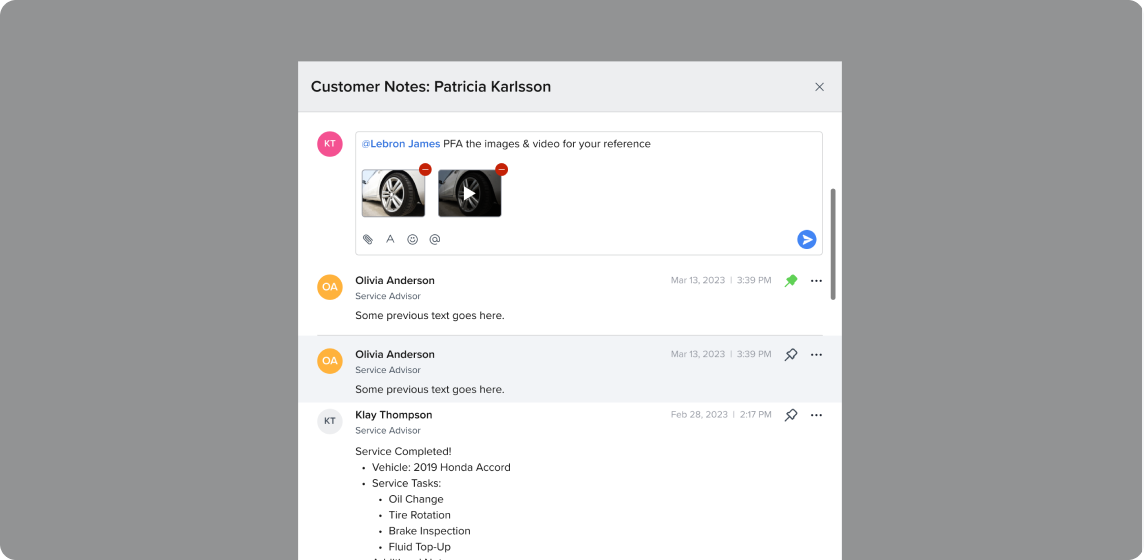 Customer Notes: Patricia Karlsson
KT
@Lebron James PFA the images & video for your reference
A
@
OA
Olivia Anderson
Mar 13, 2023 | 3:39 PM
Service Advisor
Some previous text goes here.
OA
Olivia Anderson
Mar 13, 2023 | 3:39 PM
Service Advisor
Some previous text goes here.
KT
Klay Thompson
Feb 28, 2023 | 2:17 PM
Service Advisor
Service Completed!
• Vehicle: 2019 Honda Accord
• Service Tasks:
• Oil Change
• Tire Rotation
• Brake Inspection
• Fluid Top-Up